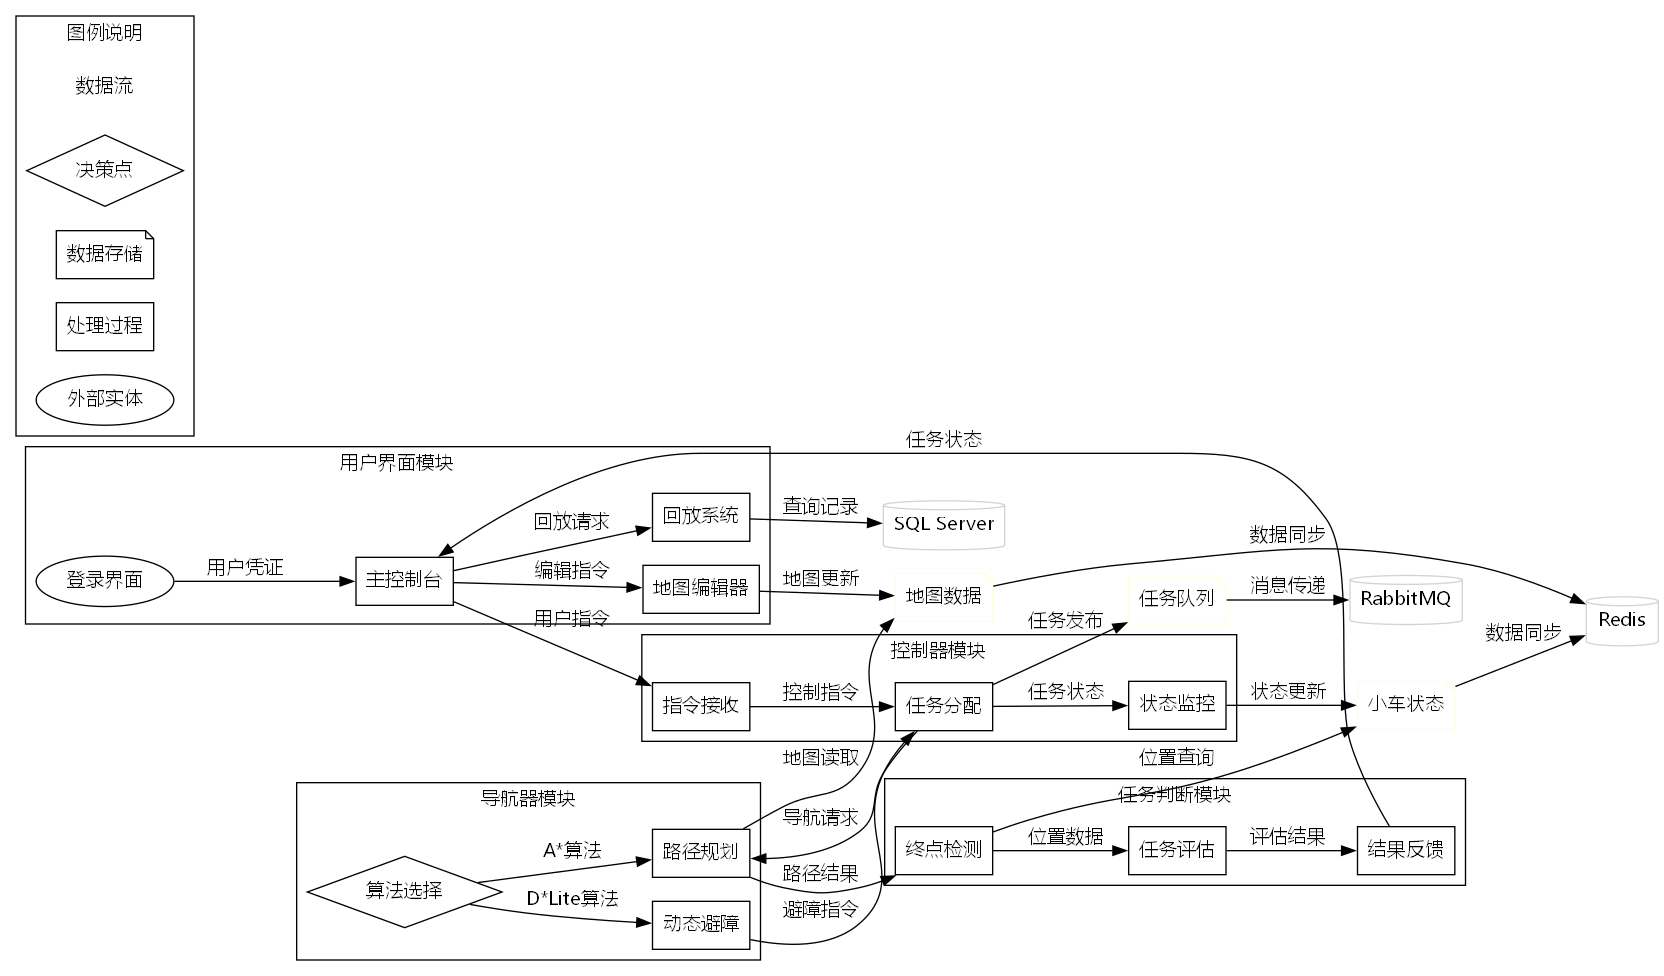 图例说明
数据流
决策点
数据存储
处理过程
外部实体
用户界面模块
登录界面
用户凭证
主控制台
回放请求
编辑指令
用户指令
回放系统
地图编辑器
查询记录
地图更新
任务状态
SQL Server
地图数据
数据同步
任务发布
任务队列
消息传递
RabbitMQ
数据同步
Redis
控制器模块
指令接收
控制指令
任务分配
任务状态
状态监控
状态更新
小车状态
地图读取
位置查询
导航器模块
算法选择
A*算法
D*Lite算法
路径规划
动态避障
导航请求
路径结果
避障指令
任务判断模块
终点检测
位置数据
任务评估
评估结果
结果反馈